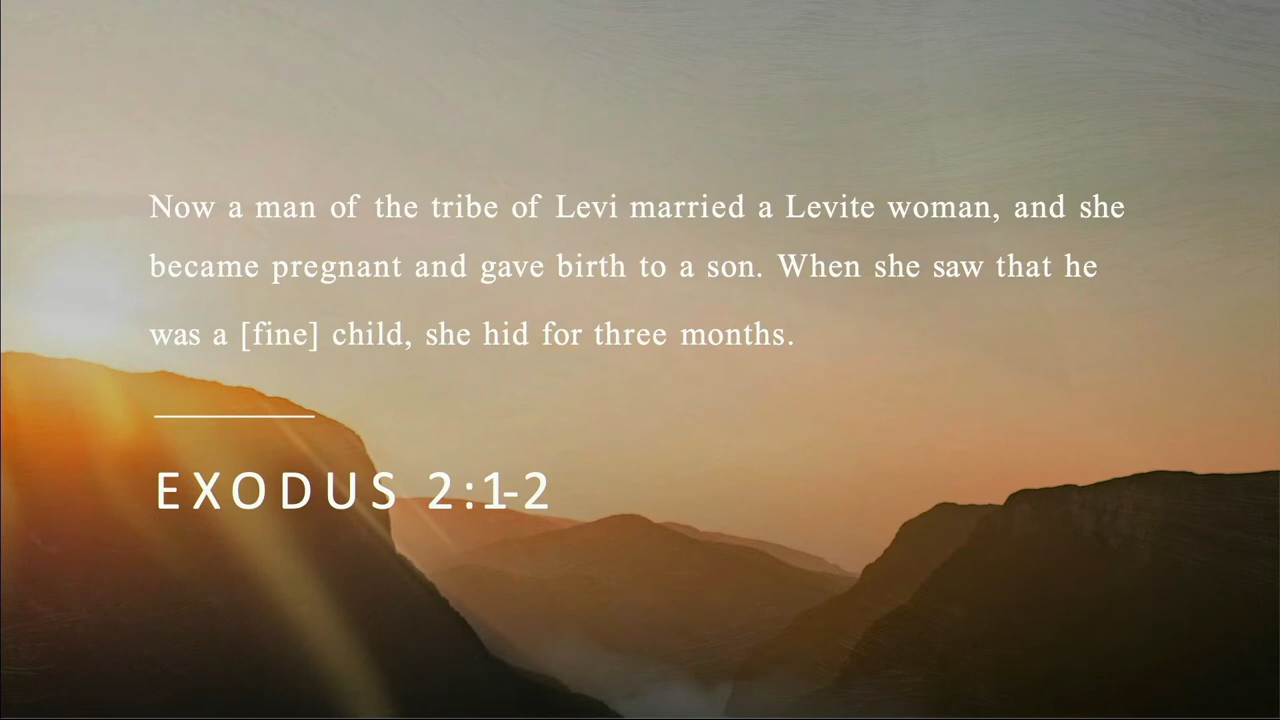 Now a man of the tribe of Levi married a Levite woman, and she
became pregnant and gave birth to a son. When she saw that he
was a [fine] child, she hid for three months.
EXODUS 2:1-2